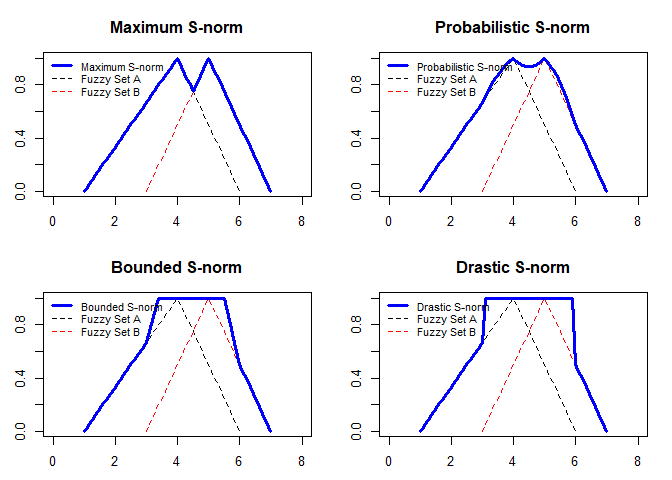 Maximum S-norm
Maximum S-norm
Fuzzy Set A
Fuzzy Set B
0.0 0.4 0.8
0 2 4 6 8
Probabilistic S-norm
Probabilistic S-norm
Fuzzy Set A
Fuzzy Set B
0.0 0.4 0.8
0 2 4 6 8
Bounded S-norm
Bounded S-norm
Fuzzy Set A
Fuzzy Set B
0.0 0.4 0.8
0 2 4 6 8
Drastic S-norm
Drastic S-norm
Fuzzy Set A
Fuzzy Set B
0.0 0.4 0.8
0 2 4 6 8